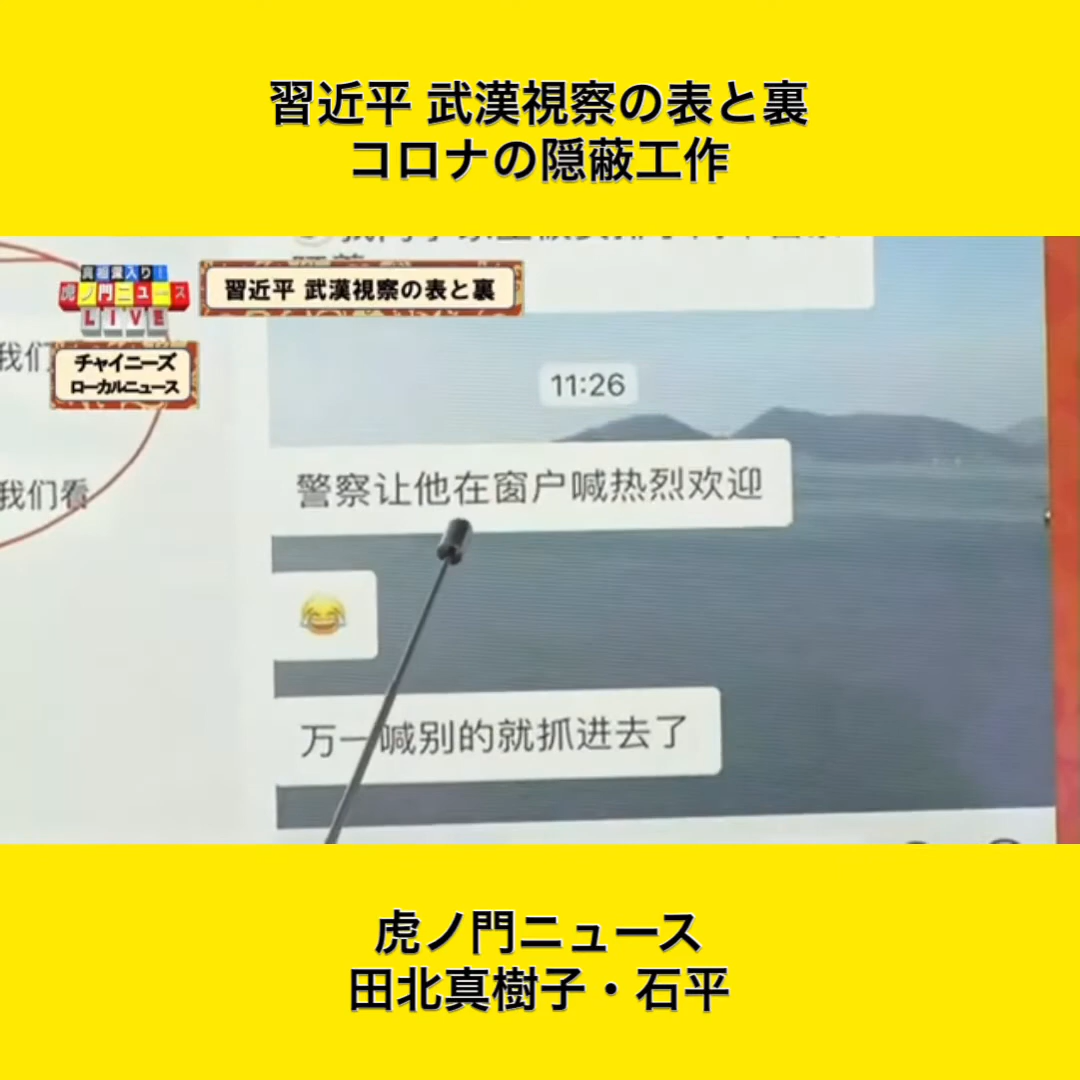 習近平 武漢視察の表と裏
コロナの隠蔽工作
真相深入り!
虎ノ門ニュース
LIVE
習近平 武漢視察の表と裏
チャイニーズ
ローカルニュース
我们
我们看
11:26
警察让他在窗户喊热烈欢迎
😂
万一喊别的就抓进去了
虎ノ門ニュース
田北真樹子・石平